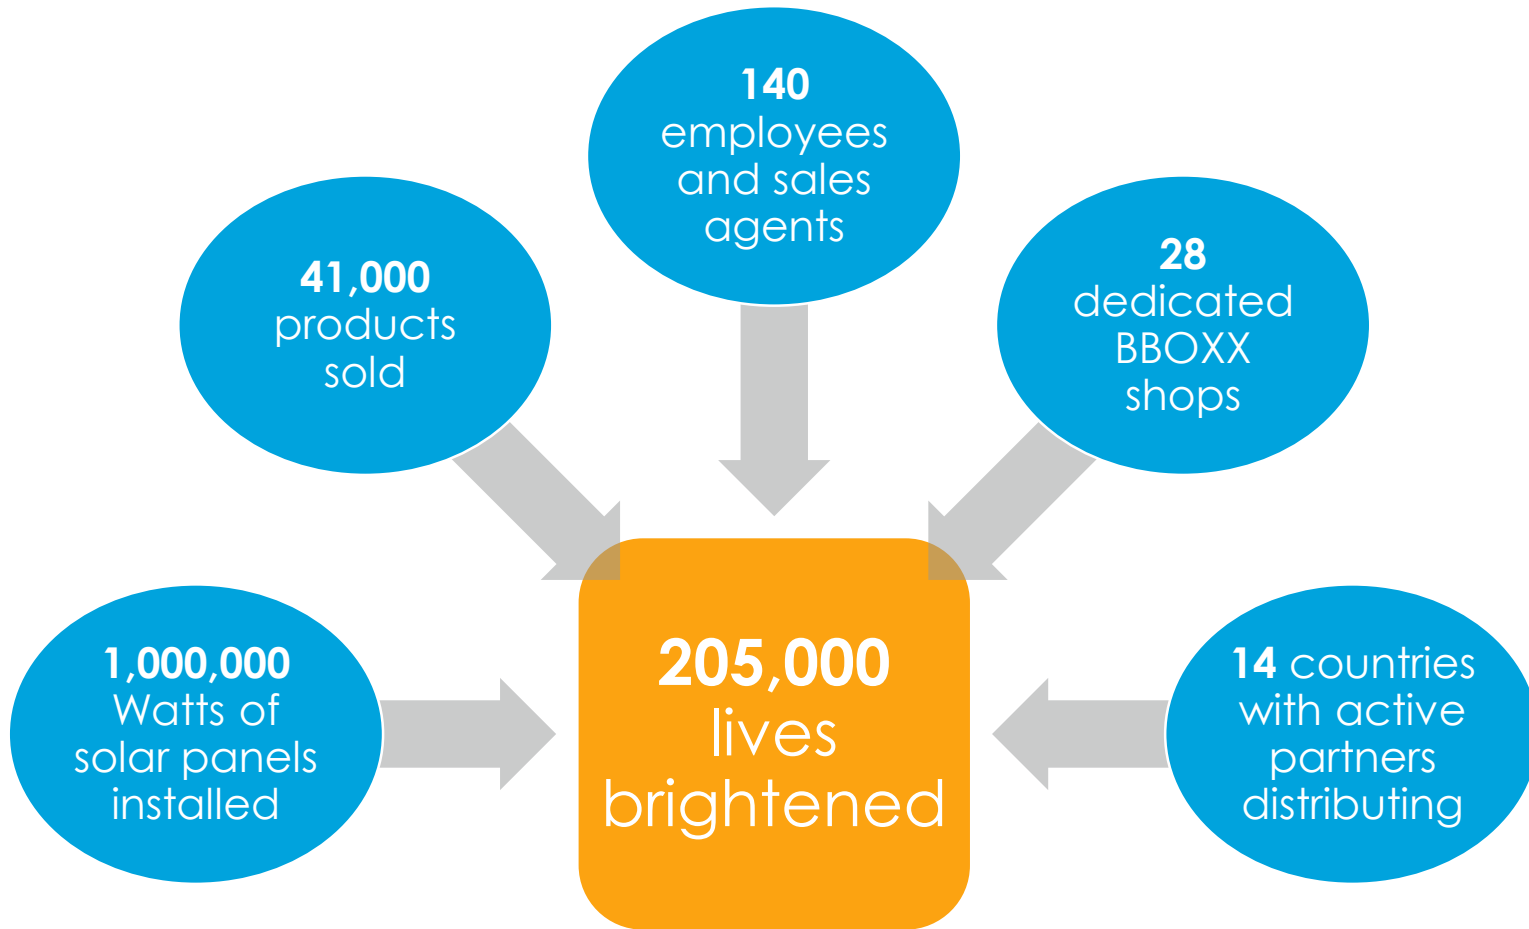 140
employees
and sales
agents
41,000
products
sold
28
dedicated
BBOXX
shops
1,000,000
Watts of
solar panels
installed
205,000
lives
brightened
14 countries
with active
partners
distributing